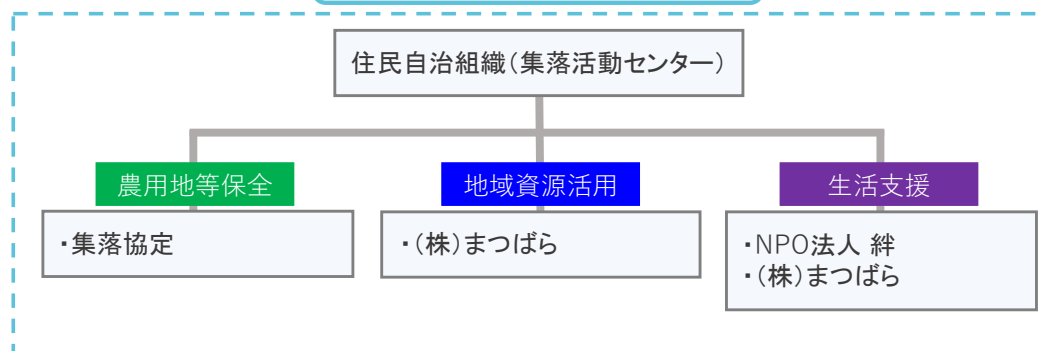 住民自治組織（集落活動センター）
農用地等保全
地域資源活用
生活支援
・集落協定
・（株）まつばら
・NPO法人 絆
・（株）まつばら